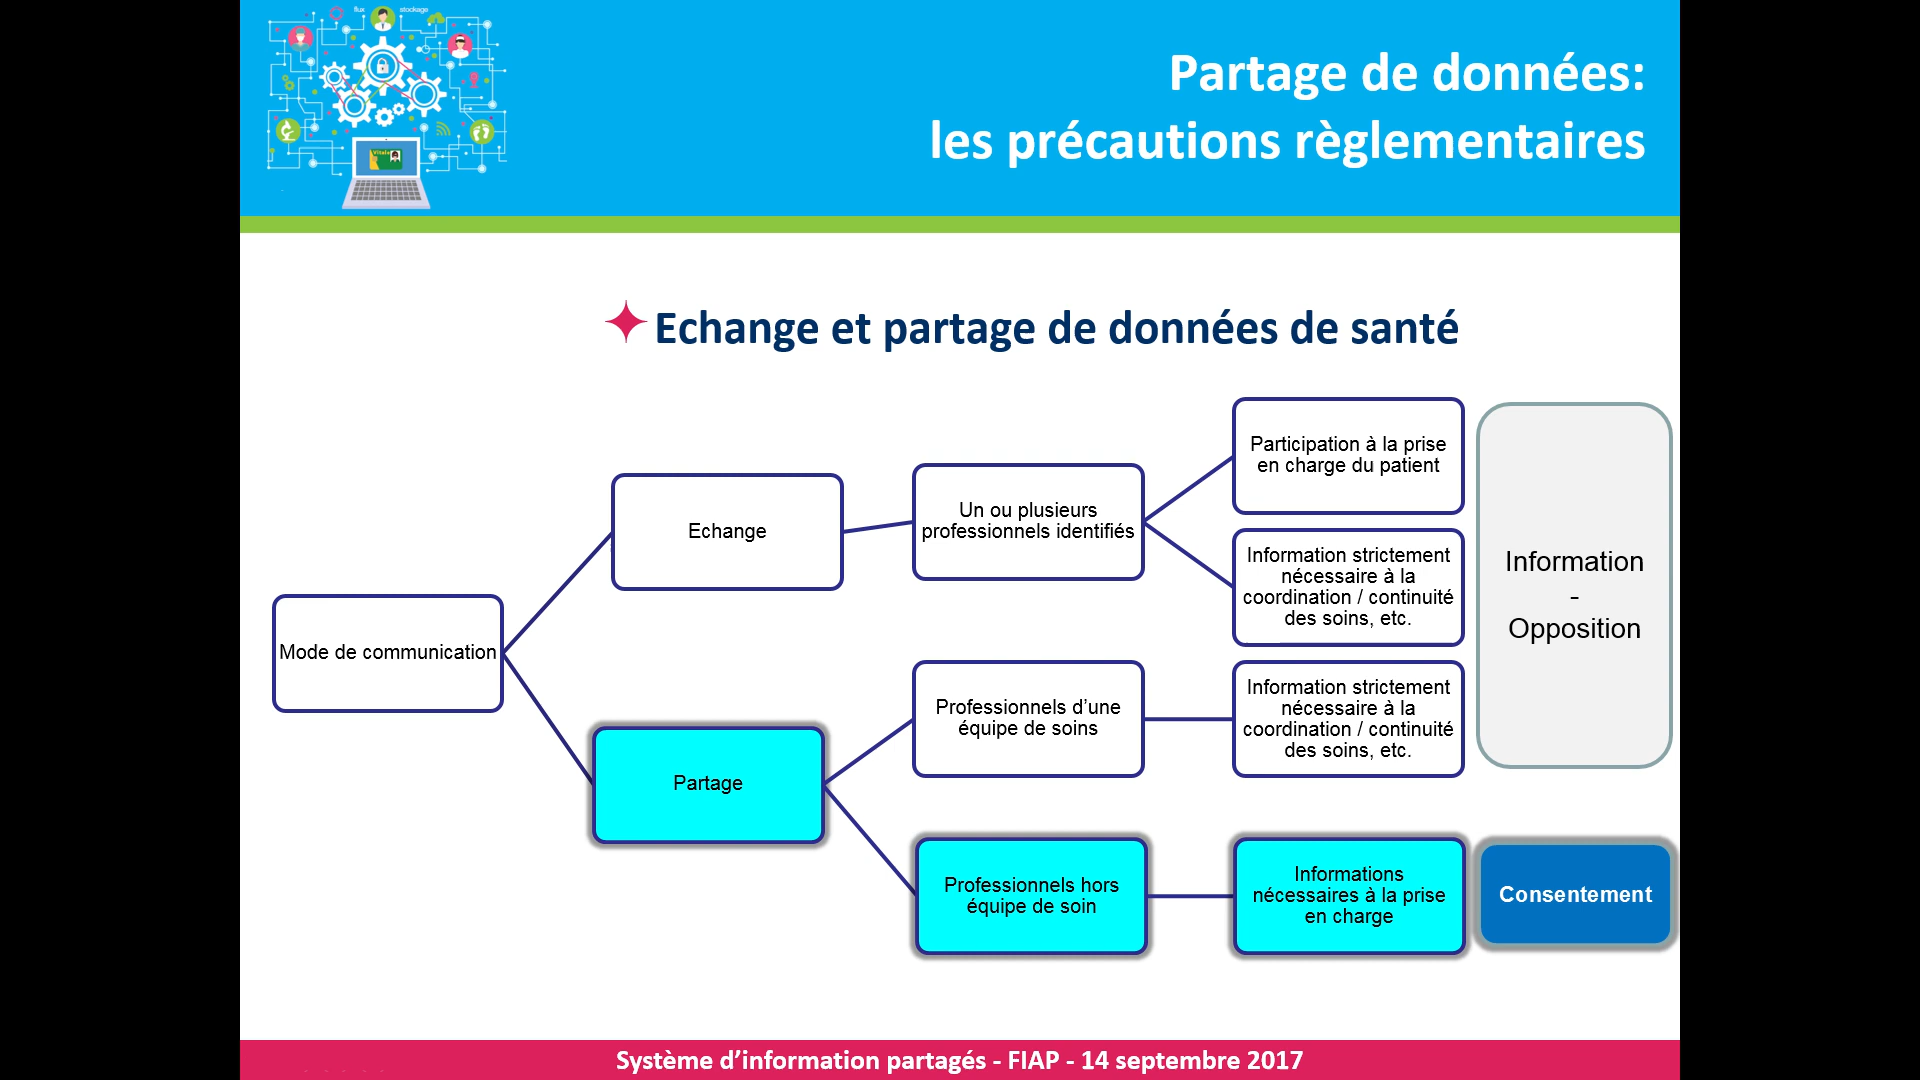 flux
stockage
Vitale
Partage de données:
les précautions règlementaires
Echange et partage de données de santé
Mode de communication
Echange
Un ou plusieurs
professionnels identifiés
Participation à la prise
en charge du patient
Information strictement
nécessaire à la
coordination / continuité
des soins, etc.
Partage
Professionnels d’une
équipe de soins
Information strictement
nécessaire à la
coordination / continuité
des soins, etc.
Information
-
Opposition
Professionnels hors
équipe de soin
Informations
nécessaires à la prise
en charge
Consentement
Système d’information partagés - FIAP - 14 septembre 2017